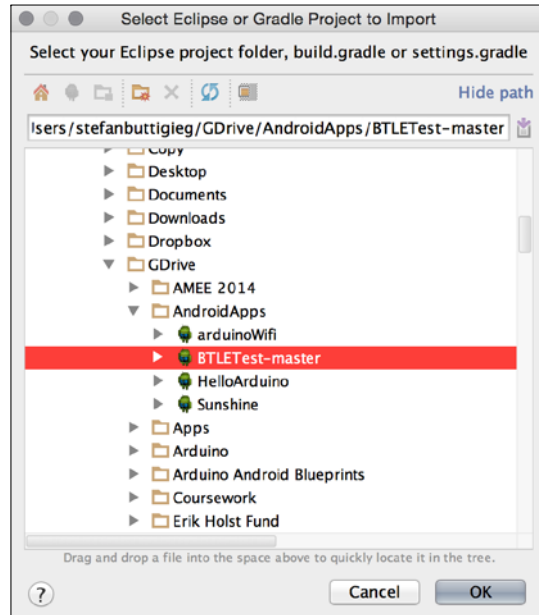 Select Eclipse or Gradle Project to Import
Select your Eclipse project folder, build.gradle or settings.gradle
Hide path
Isers/stefanbuttigieg/GDrive/AndroidApps/BTLETest-master
Copy
Desktop
Documents
Downloads
Dropbox
GDrive
AMEE 2014
AndroidApps
arduinoWifi
BTLETest-master
HelloArduino
Sunshine
Apps
Arduino
Arduino Android Blueprints
Coursework
Erik Holst Fund
Drag and drop a file into the space above to quickly locate it in the tree.
? Cancel OK